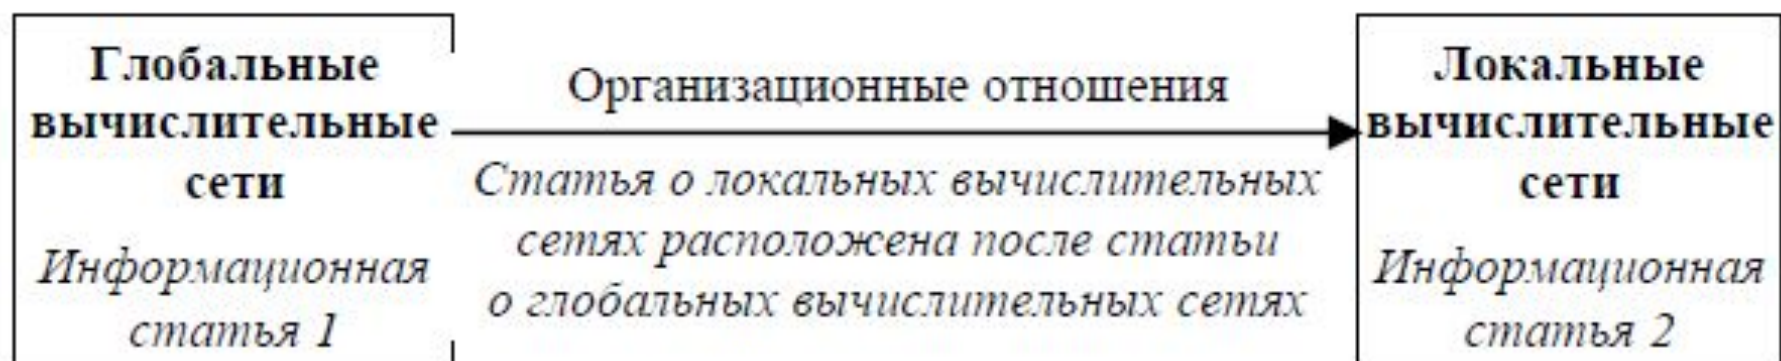 Глобальные
вычислительные
сети
Информационная
статья 1
Организационные отношения
Статья о локальных вычислительных
сетях расположена после статьи
о глобальных вычислительных сетях
Локальные
вычислительные
сети
Информационная
статья 2